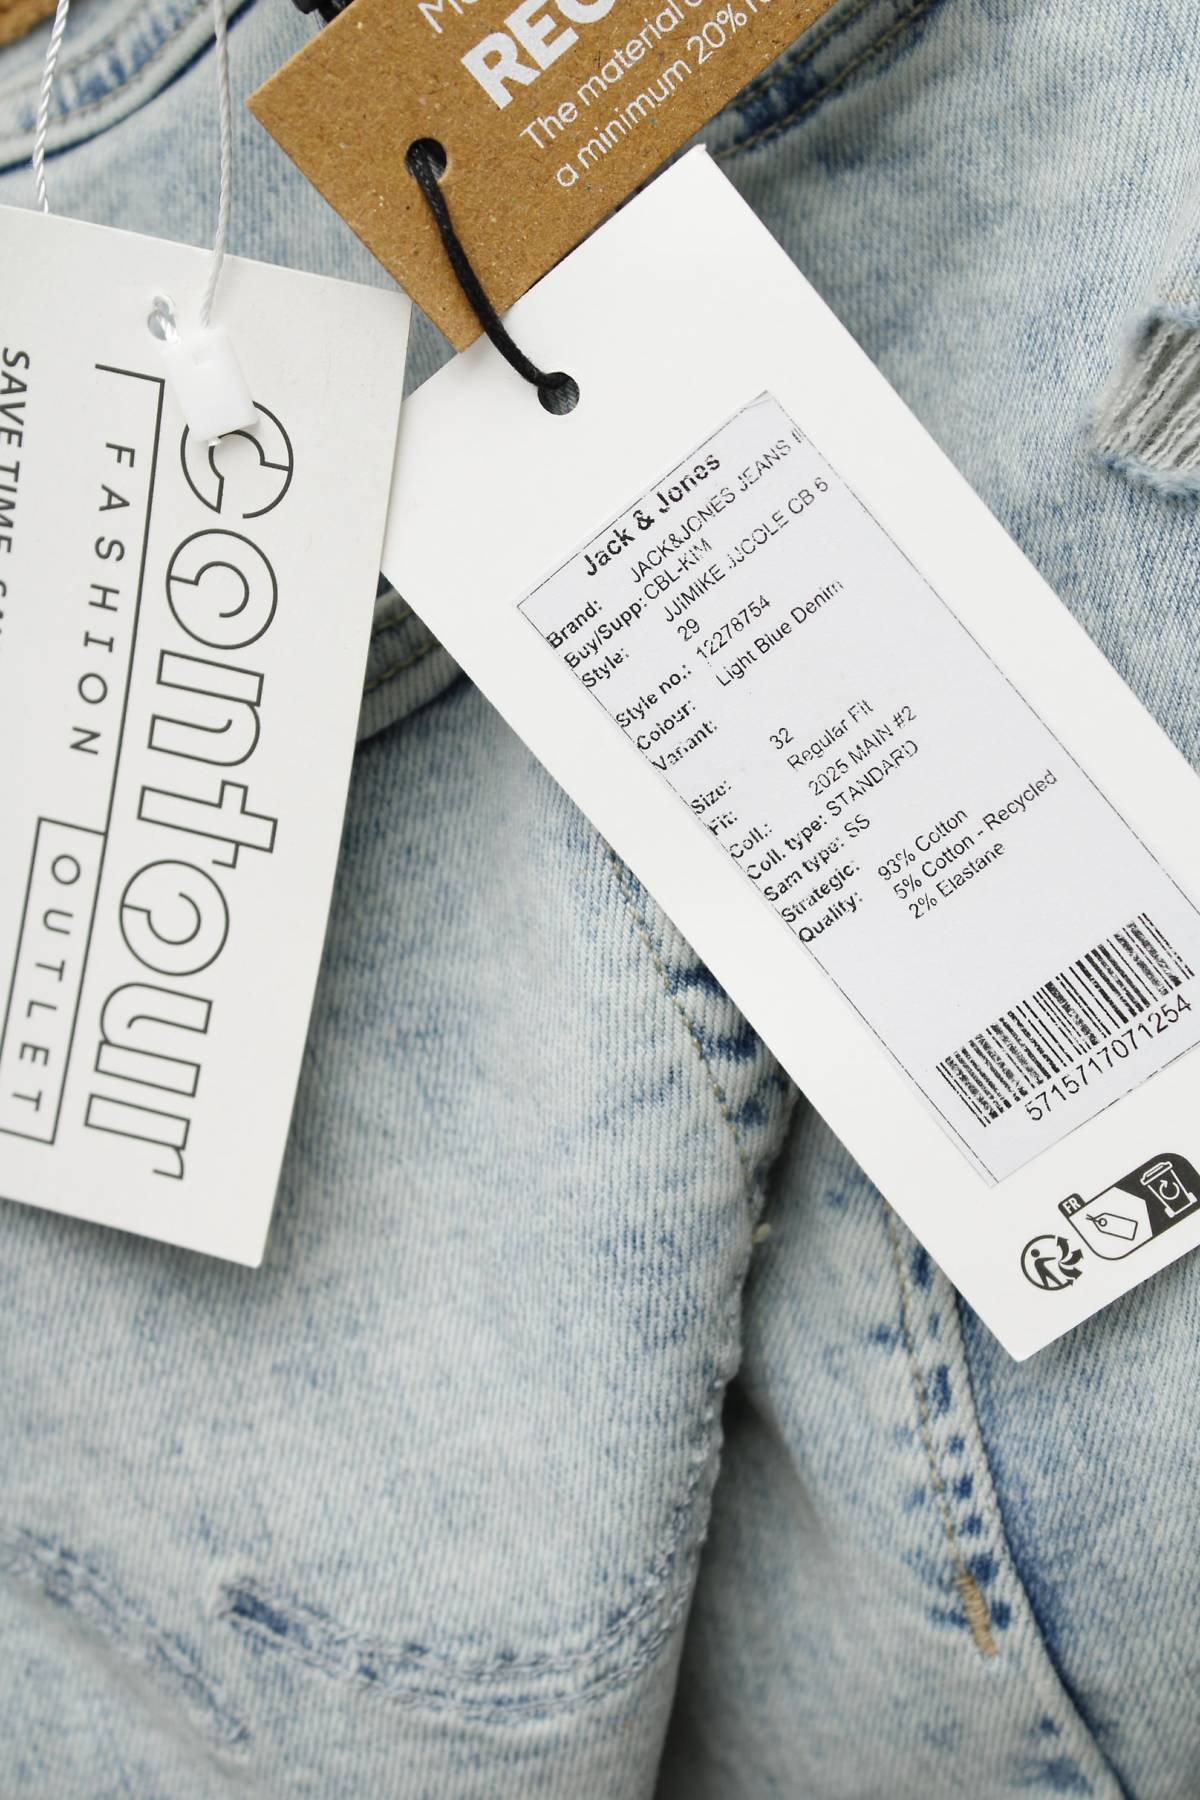 REC
The material
a minimum 20%
contour
FASHION
OUTLET
SAVE TIME
Jack & Jones
Brand: JACK&JONES JEANS
Buy/Supp: CBL-KIM
Style: JJIMIKE JJCOLE CB 6
29
Style no.: 12278754
Colour: Light Blue Denim
Variant:
Size: 32
Fit: Regular Fit
Coll.: 2025 MAIN #2
Coll. type: STANDARD
Sam type: SS
Strategic:
Quality: 93% Cotton
5% Cotton - Recycled
2% Elastane
5715717071254
FR